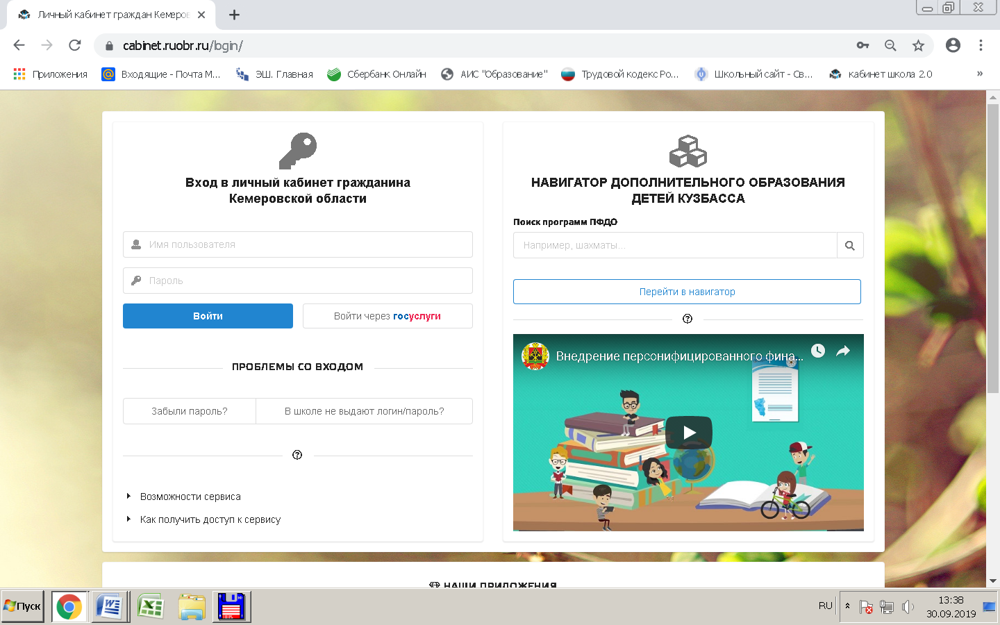 Личный кабинет граждан Кемеров
cabinet.ruobr.ru/login/
Приложения
Входящие - Почта М...
ЭШ. Главная
Сбербанк Онлайн
АИС "Образование"
Трудовой кодекс Ро...
Школьный сайт - Св...
кабинет школа 2.0
»
Вход в личный кабинет гражданина
Кемеровской области
Имя пользователя
Пароль
Войти
Войти через госуслуги
ПРОБЛЕМЫ СО ВХОДОМ
Забыли пароль?
В школе не выдают логин/пароль?
Возможности сервиса
Как получить доступ к сервису
НАВИГАТОР ДОПОЛНИТЕЛЬНОГО ОБРАЗОВАНИЯ
ДЕТЕЙ КУЗБАССА
Поиск программ ПФДО
Например, шахматы...
Перейти в навигатор
Внедрение персонифицированного фина...
НАШИ ПРИЛОЖЕНИЯ
Пуск
RU
13:38
30.09.2019